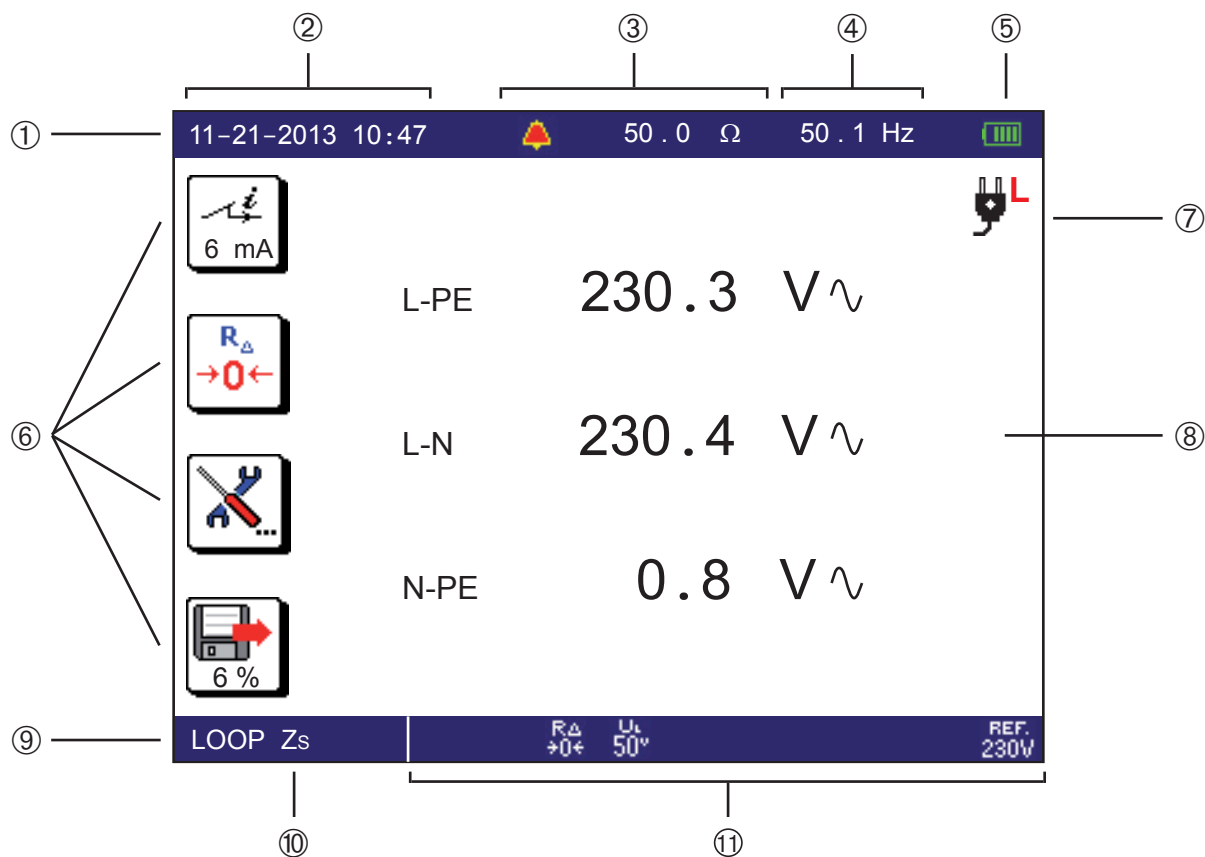 ② ③ ④ ⑤
① 11-21-2013 10:47 50.0 Ω 50.1 Hz
L ⑦
i
6 mA
L-PE 230.3 V
R△
→0←
⑥ L-N 230.4 V ⑧
...
N-PE 0.8 V
6 %
⑨ LOOP Zs R△ →0← UL 50V REF. 230V
⑩ ⑪